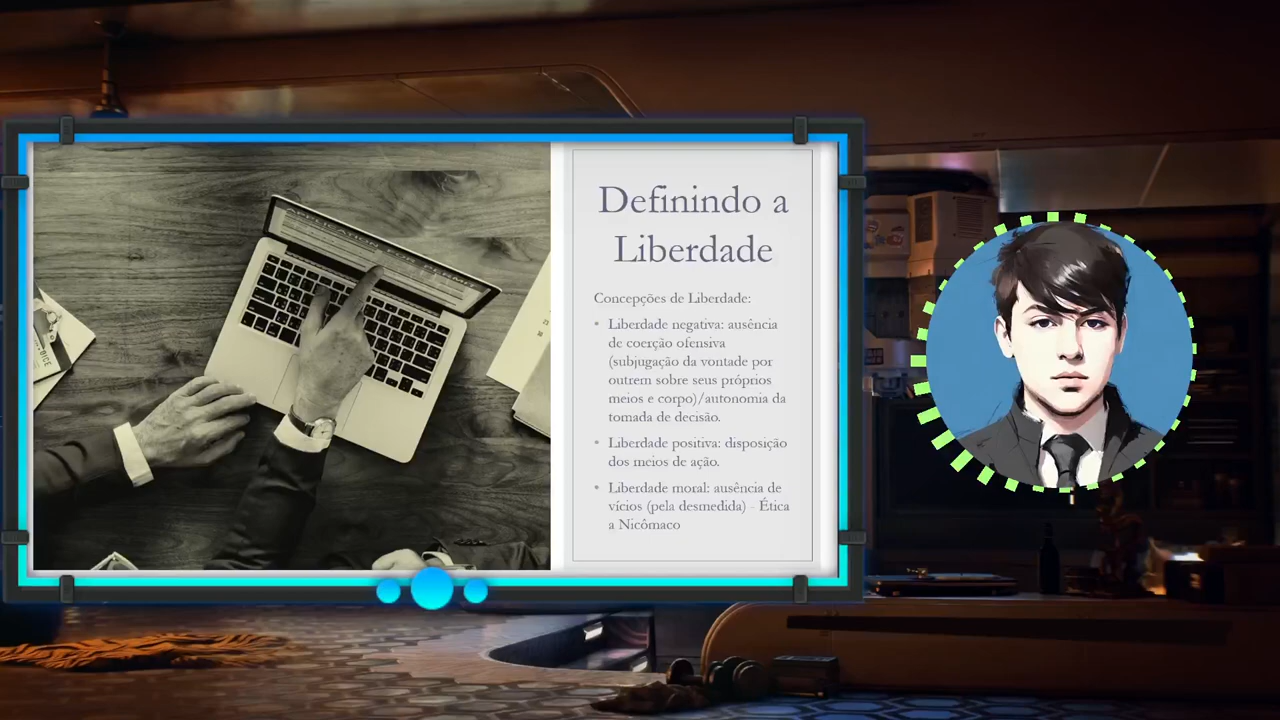 Definindo a
Liberdade
Concepções de Liberdade:
• Liberdade negativa: ausência
de coerção ofensiva
(subjugação da vontade por
outrem sobre seus próprios
meios e corpo)/autonomia da
tomada de decisão.
• Liberdade positiva: disposição
dos meios de ação.
• Liberdade moral: ausência de
vícios (pela desmedida) - Ética
a Nicômaco